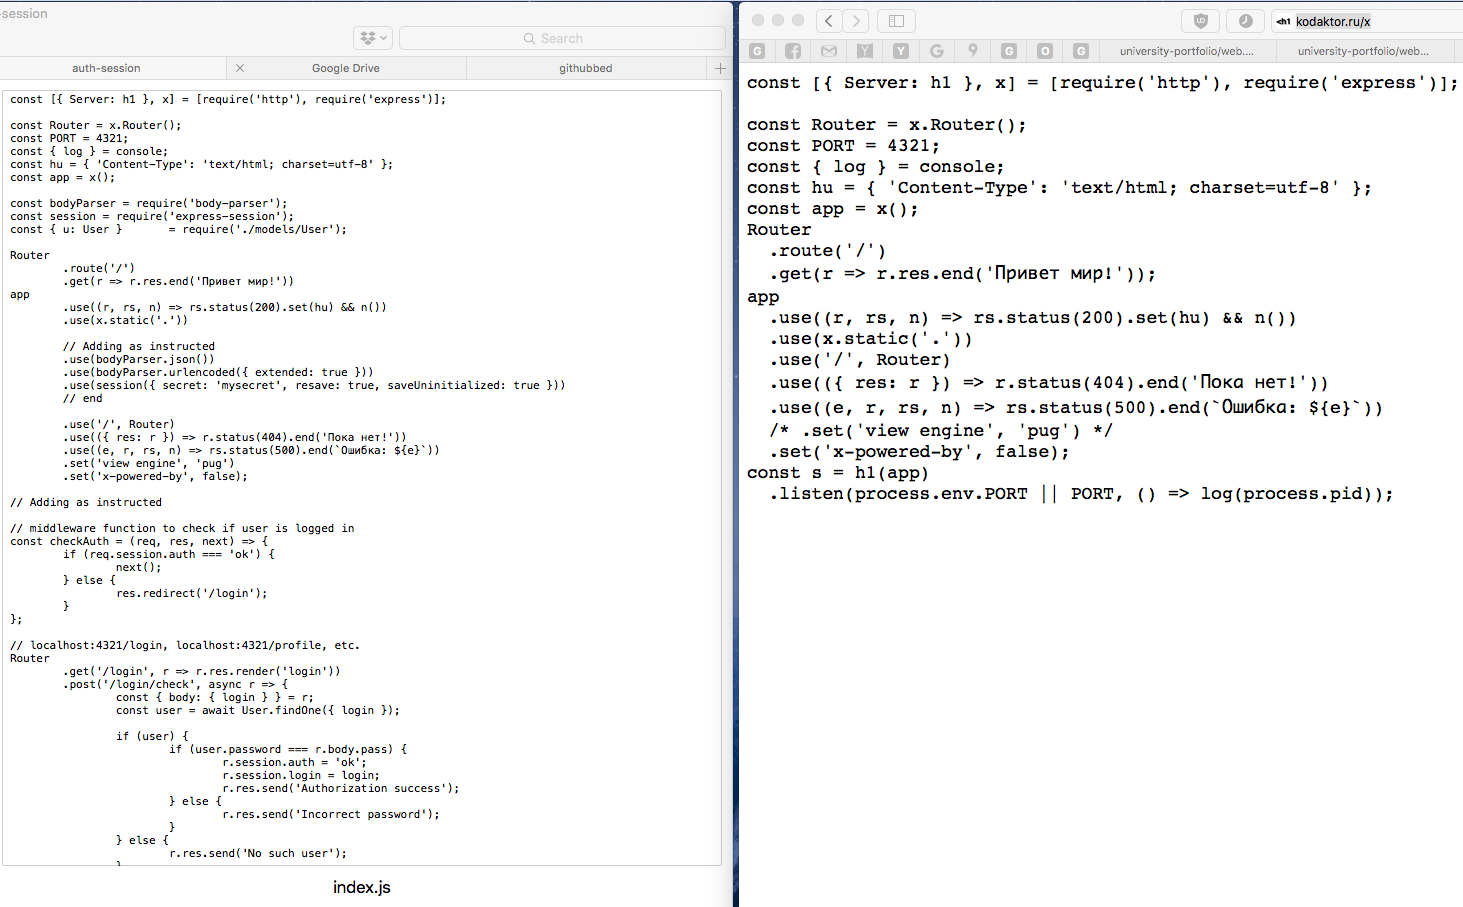 -session
Search
auth-session
Google Drive
githubbed
const [{ Server: h1 }, x] = [require('http'), require('express')];
const Router = x.Router();
const PORT = 4321;
const { log } = console;
const hu = { 'Content-Type': 'text/html; charset=utf-8' };
const app = x();
const bodyParser = require('body-parser');
const session = require('express-session');
const { u: User }       = require('./models/User');
Router
.route('/')
.get(r => r.res.end('Привет мир!'))
app
.use((r, rs, n) => rs.status(200).set(hu) && n())
.use(x.static('.'))
// Adding as instructed
.use(bodyParser.json())
.use(bodyParser.urlencoded({ extended: true }))
.use(session({ secret: 'mysecret', resave: true, saveUninitialized: true }))
// end
.use('/', Router)
.use(({ res: r }) => r.status(404).end('Пока нет!'))
.use((e, r, rs, n) => rs.status(500).end(`Ошибка: ${e}`))
.set('view engine', 'pug')
.set('x-powered-by', false);
// Adding as instructed
// middleware function to check if user is logged in
const checkAuth = (req, res, next) => {
if (req.session.auth === 'ok') {
next();
} else {
res.redirect('/login');
}
};
// localhost:4321/login, localhost:4321/profile, etc.
Router
.get('/login', r => r.res.render('login'))
.post('/login/check', async r => {
const { body: { login } } = r;
const user = await User.findOne({ login });
if (user) {
if (user.password === r.body.pass) {
r.session.auth = 'ok';
r.session.login = login;
r.res.send('Authorization success');
} else {
r.res.send('Incorrect password');
}
} else {
r.res.send('No such user');
}
index.js
kodaktor.ru/x
university-portfolio/web....
university-portfolio/web...
const [{ Server: h1 }, x] = [require('http'), require('express')];
const Router = x.Router();
const PORT = 4321;
const { log } = console;
const hu = { 'Content-Type': 'text/html; charset=utf-8' };
const app = x();
Router
.route('/')
.get(r => r.res.end('Привет мир!'));
app
.use((r, rs, n) => rs.status(200).set(hu) && n())
.use(x.static('.'))
.use('/', Router)
.use(({ res: r }) => r.status(404).end('Пока нет!'))
.use((e, r, rs, n) => rs.status(500).end(`Ошибка: ${e}`))
/* .set('view engine', 'pug') */
.set('x-powered-by', false);
const s = h1(app)
.listen(process.env.PORT || PORT, () => log(process.pid));